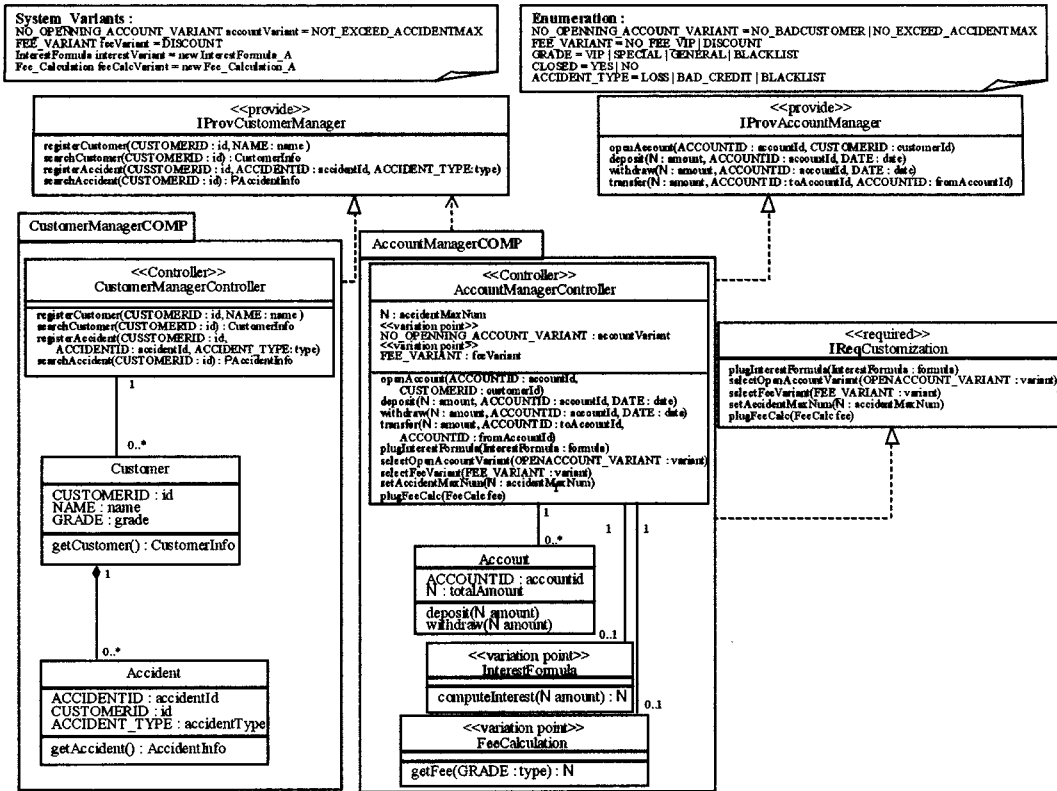 System_Variants :
NO_OPENNING_ACCOUNT_VARIANT accountVariant = NOT_EXCEED_ACCIDENTMAX
FEE_VARIANT feeVariant = DISCOUNT
InterestFormula interestVariant = new InterestFormula_A
Fee_Calculation feeCalcVariant = new Fee_Calculation_A
Enumeration :
NO_OPENNING_ACCOUNT_VARIANT = NO_BADCUSTOMER | NO_EXCEED_ACCIDENTMAX
FEE_VARIANT = NO_FEE_VIP | DISCOUNT
GRADE = VIP | SPECIAL | GENERAL | BLACKLIST
CLOSED = YES | NO
ACCIDENT_TYPE = LOSS | BAD_CREDIT | BLACKLIST
<<provide>>
IProvCustomerManager
registerCustomer(CUSTOMERID : id, NAME : name )
searchCustomer(CUSTOMERID : id) : CustomerInfo
registerAccident(CUSSTOMERID : id, ACCIDENTID : accidentId, ACCIDENT_TYPE: type)
searchAccident(CUSTOMERID : id) : PAccidentInfo
<<provide>>
IProvAccountManager
openAccount(ACCOUNTID : accountId, CUSTOMERID : customerId)
deposit(N : amount, ACCOUNTID : accountId, DATE : date)
withdraw(N : amount, ACCOUNTID : accountId, DATE : date)
transfer(N : amount, ACCOUNTID : toAccountId, ACCOUNTID : fromAccountId)
CustomerManagerCOMP
<<Controller>>
CustomerManagerController
registerCustomer(CUSTOMERID : id, NAME : name )
searchCustomer(CUSTOMERID : id) : CustomerInfo
registerAccident(CUSSTOMERID : id,
ACCIDENTID : accidentId, ACCIDENT_TYPE: type)
searchAccident(CUSTOMERID : id) : PAccidentInfo
1
0..*
Customer
CUSTOMERID : id
NAME : name
GRADE : grade
getCustomer() : CustomerInfo
1
0..*
Accident
ACCIDENTID : accidentId
CUSTOMERID : id
ACCIDENT_TYPE : accidentType
getAccident() : AccidentInfo
AccountManagerCOMP
<<Controller>>
AccountManagerController
N : accidentMaxNum
<<variation point>>
NO_OPENNING_ACCOUNT_VARIANT : accountVariant
<<variation point>>
FEE_VARIANT : feeVariant
openAccount(ACCOUNTID : accountId,
CUSTOMERID : customerId)
deposit(N : amount, ACCOUNTID : accountId, DATE : date)
withdraw(N : amount, ACCOUNTID : accountId, DATE : date)
transfer(N : amount, ACCOUNTID : toAccountId,
ACCOUNTID : fromAccountId)
plugInterestFormula(InterestFormula : formula)
selectOpenAccountVariant(OPENACCOUNT_VARIANT : variant)
selectFeeVariant(FEE_VARIANT : variant)
setAccidentMaxNum(N : accidentMaxNum)
plugFeeCalc(FeeCalc fee)
<<required>>
IReqCustomization
plugInterestFormula(InterestFormula : formula)
selectOpenAccountVariant(OPENACCOUNT_VARIANT : variant)
selectFeeVariant(FEE_VARIANT : variant)
setAccidentMaxNum(N : accidentMaxNum)
plugFeeCalc(FeeCalc fee)
1
1
1
0..*
Account
ACCOUNTID : accountid
N : totalAmount
deposit(N amount)
withdraw(N amount)
0..1
<<variation point>>
InterestFormula
computeInterest(N amount) : N
0..1
<<variation point>>
FeeCalculation
getFee(GRADE : type) : N